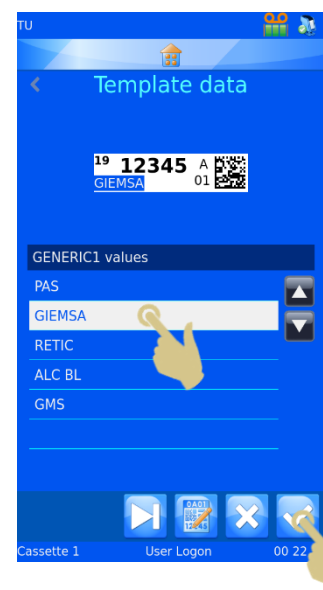 TU
Template data
19 12345 A
GIEMSA 01
GENERIC1 values
PAS
GIEMSA
RETIC
ALC BL
GMS
Cassette 1 User Logon 00 22